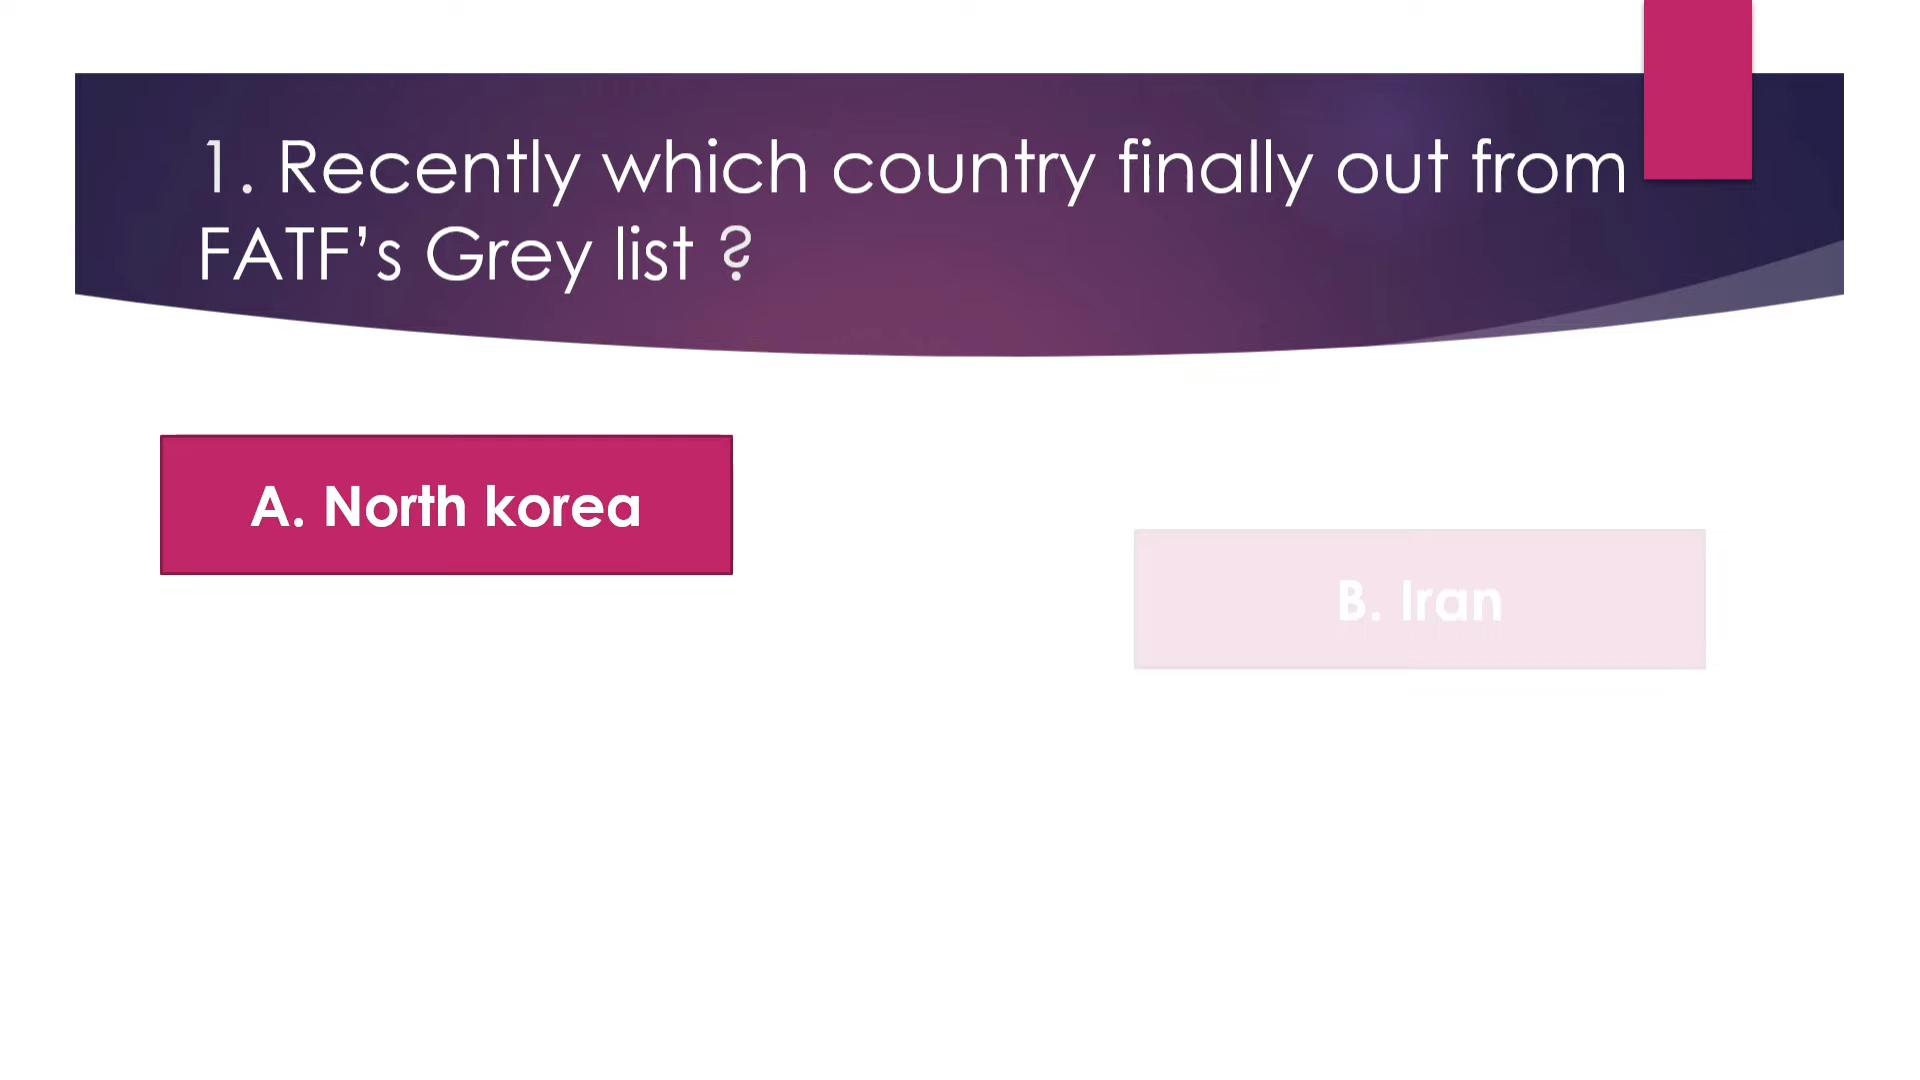 1. Recently which country finally out from
FATF’s Grey list ?
A. North korea
B. Iran